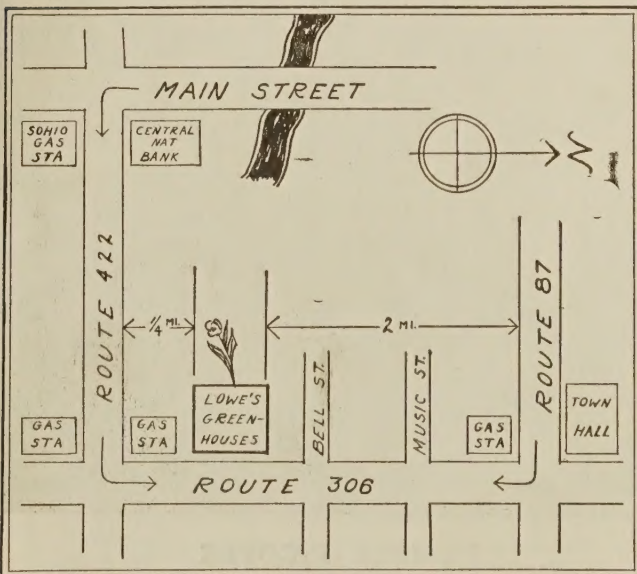 MAIN STREET
SOHIO
GAS
STA
CENTRAL
NAT
BANK
N
ROUTE 422
1/4 MI.
2 MI.
ROUTE 87
LOWE'S
GREEN-
HOUSES
BELL ST.
MUSIC ST.
GAS
STA
GAS
STA
GAS
STA
TOWN
HALL
ROUTE 306